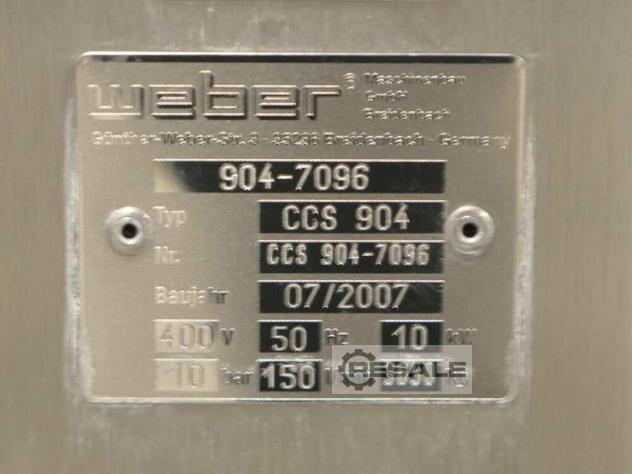 weber® Maschinenbau
GmbH
Breidenbach
Günther-Weber-Str. 3 · 35236 Breidenbach · Germany
904-7096
Typ CCS 904
Nr. CCS 904-7096
Baujahr 07/2007
400 V 50 Hz 10 kW
10 bar 150
RESALE